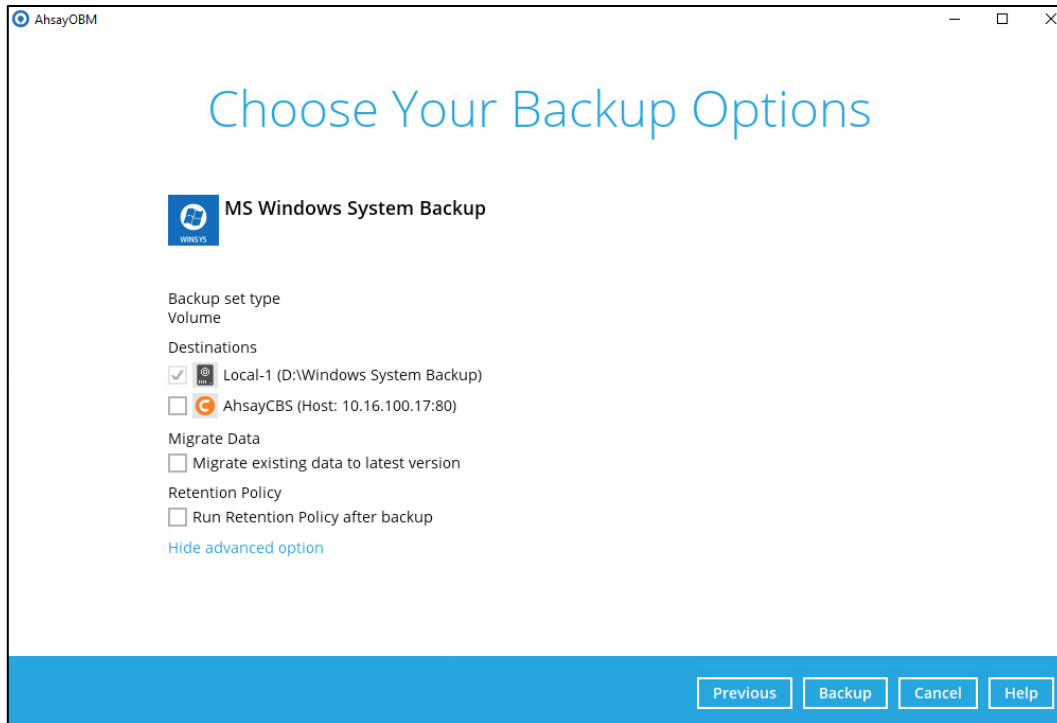 AhsayOBM
Choose Your Backup Options
MS Windows System Backup
WINSYS
Backup set type
Volume
Destinations
Local-1 (D:\Windows System Backup)
C AhsayCBS (Host: 10.16.100.17:80)
Migrate Data
Migrate existing data to latest version
Retention Policy
Run Retention Policy after backup
Hide advanced option
Previous Backup Cancel Help